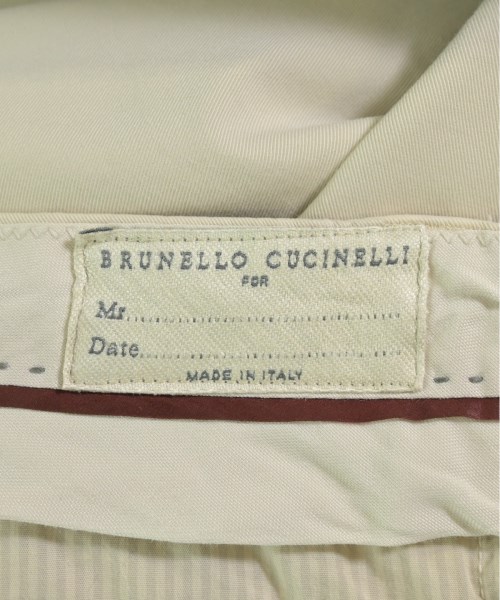 BRUNELLO CUCINELLI
FOR
Mr..............................
Date..............................
MADE IN ITALY